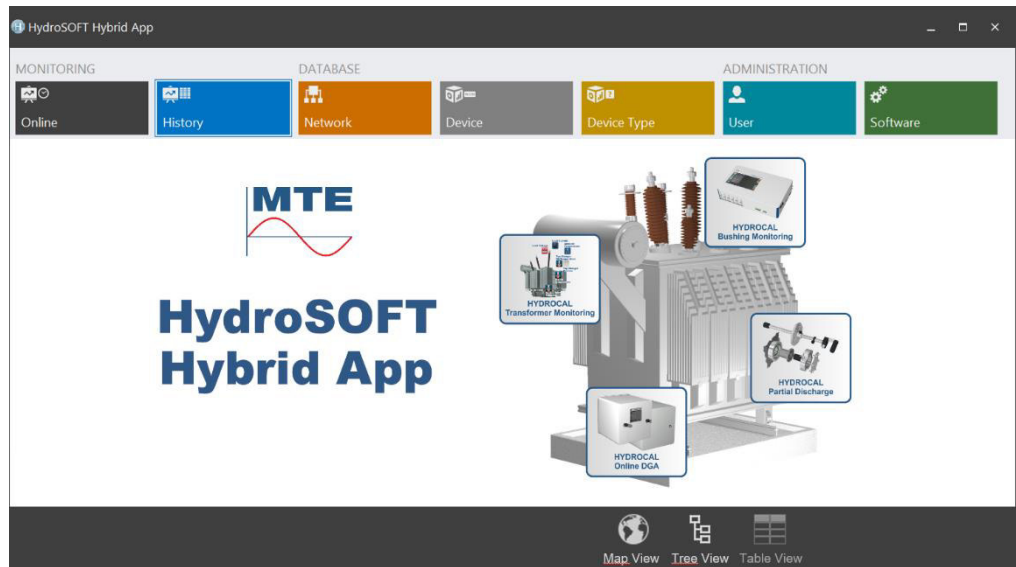 HydroSOFT Hybrid App
MONITORING
DATABASE
ADMINISTRATION
Online
History
Network
Device
Device Type
User
Software
MTE
HydroSOFT
Hybrid App
HYDROCAL
Bushing Monitoring
HYDROCAL
Transformer Monitoring
HYDROCAL
Partial Discharge
HYDROCAL
Online DGA
Map View
Tree View
Table View